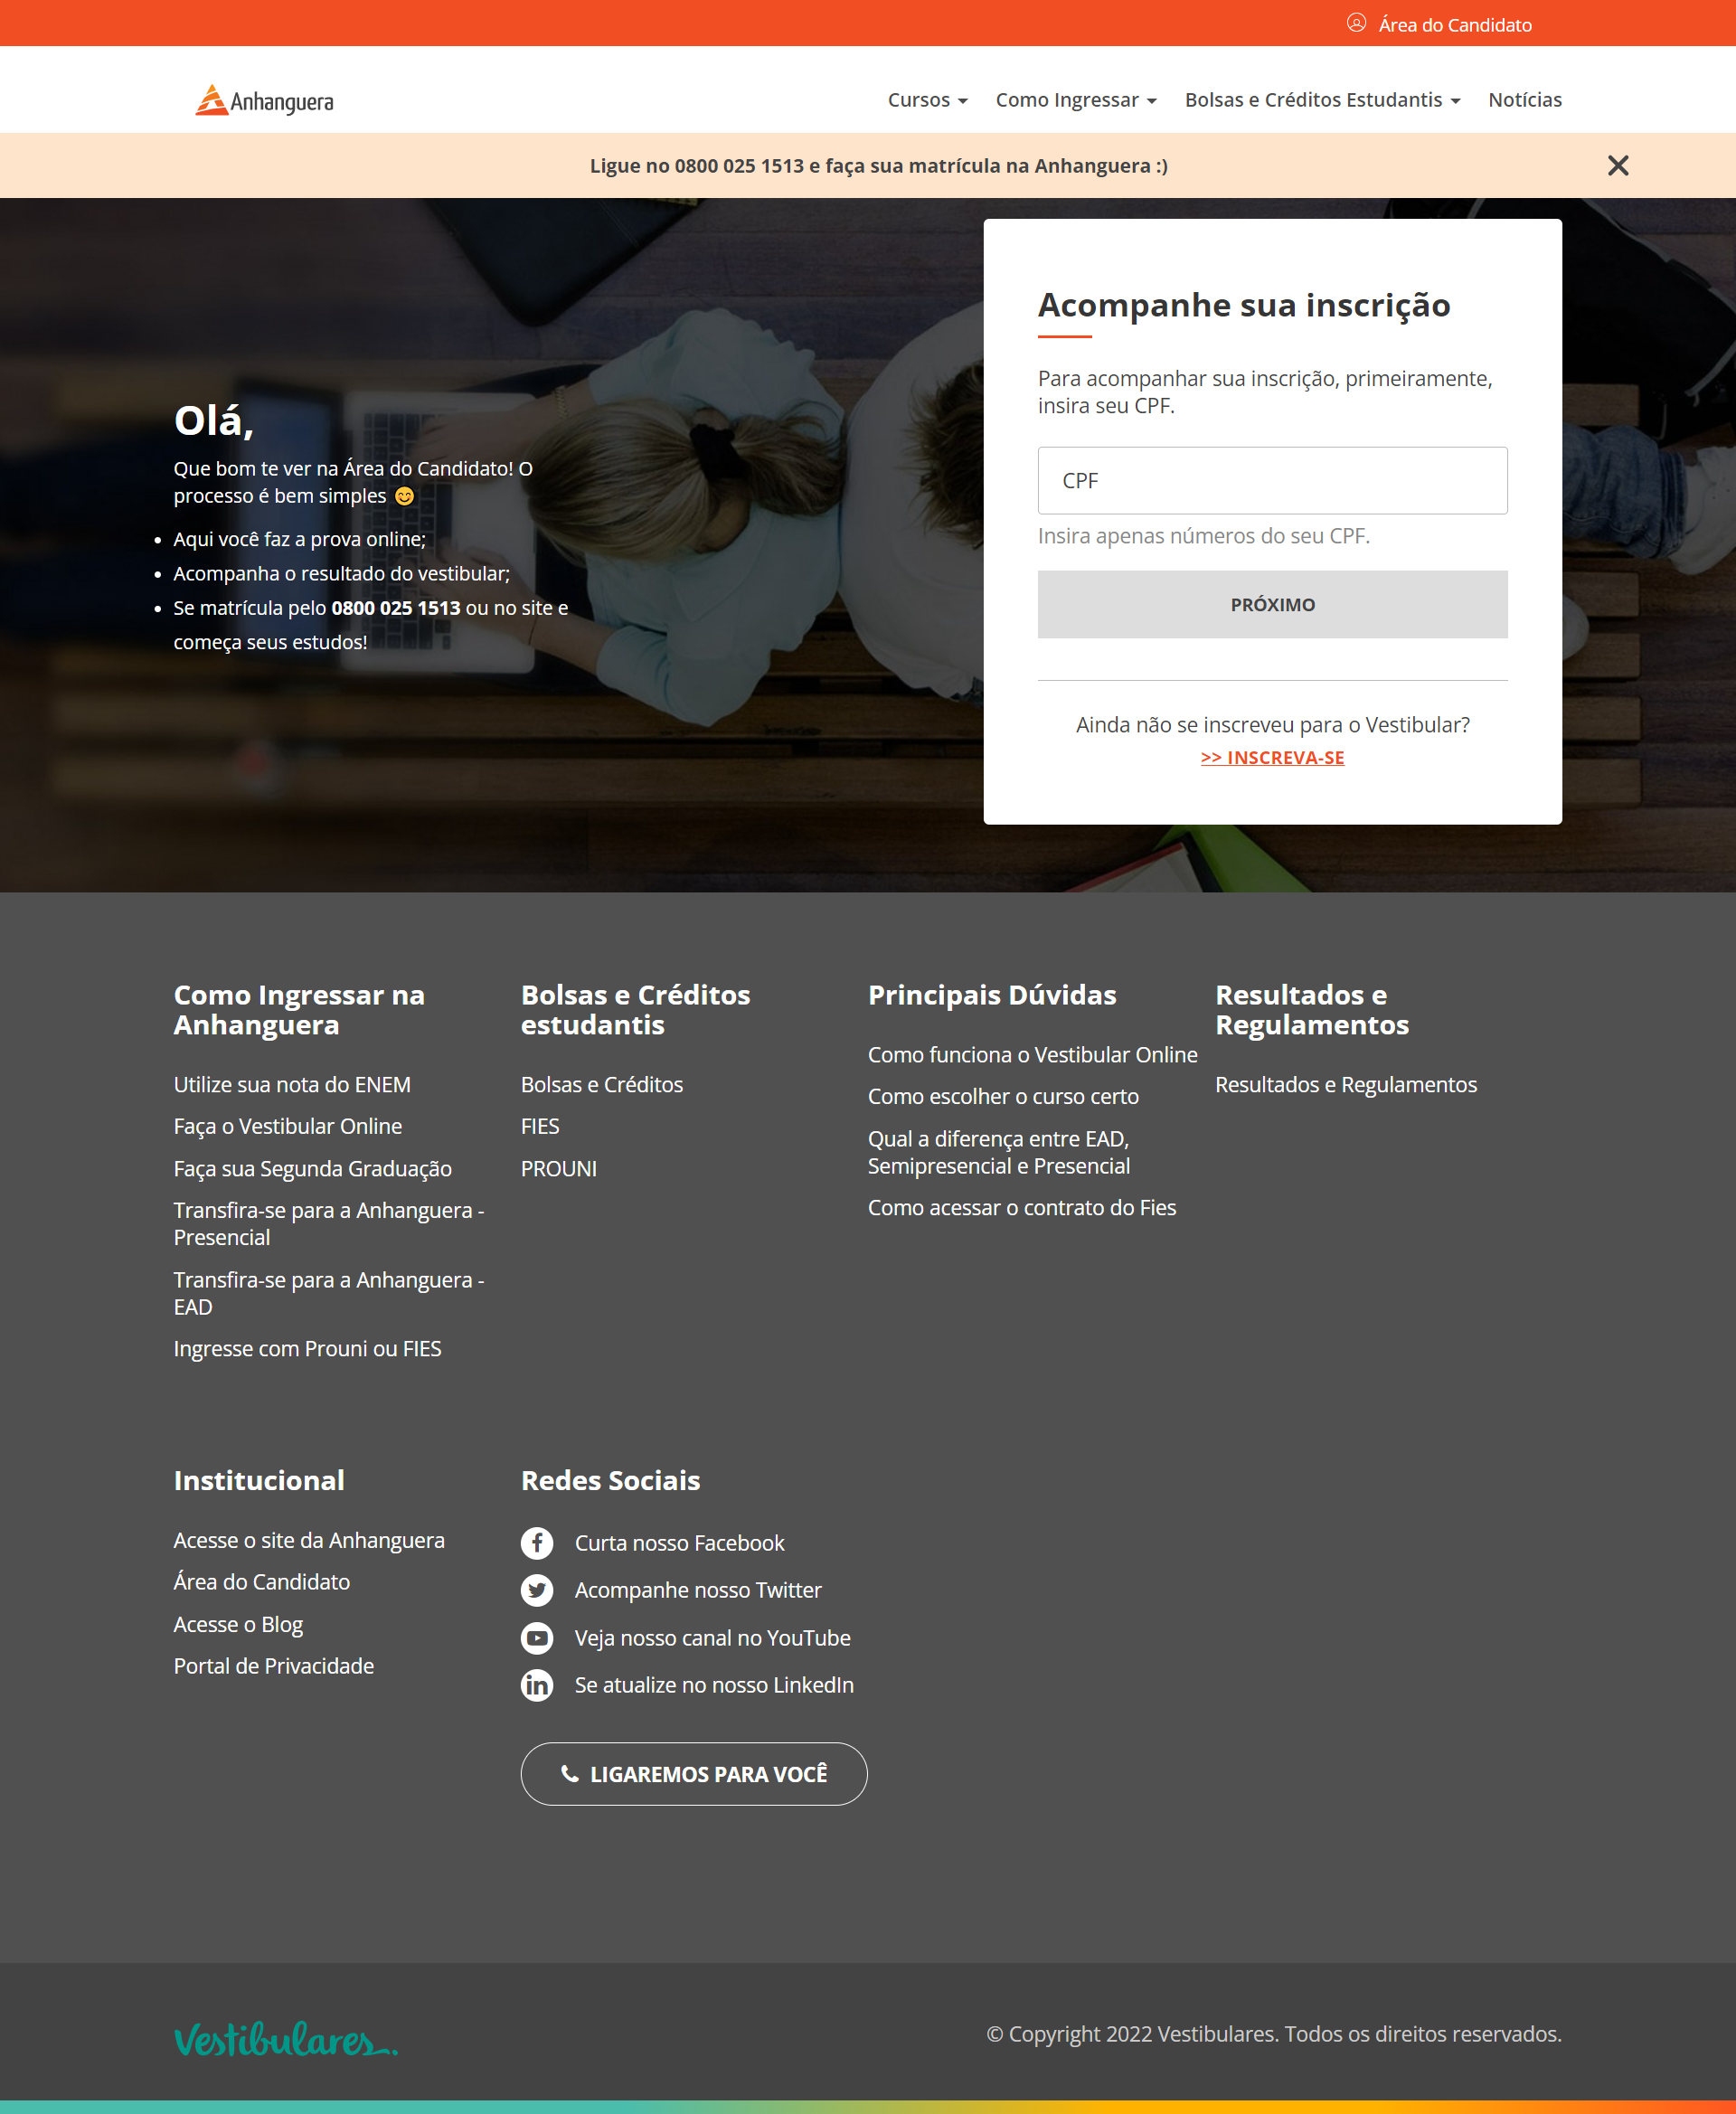 Área do Candidato
Anhanguera
Cursos
Como Ingressar
Bolsas e Créditos Estudantis
Notícias
Ligue no 0800 025 1513 e faça sua matrícula na Anhanguera :)
Olá,
Que bom te ver na Área do Candidato! O
processo é bem simples 😊
• Aqui você faz a prova online;
• Acompanha o resultado do vestibular;
• Se matrícula pelo 0800 025 1513 ou no site e
começa seus estudos!
Acompanhe sua inscrição
Para acompanhar sua inscrição, primeiramente,
insira seu CPF.
CPF
Insira apenas números do seu CPF.
PRÓXIMO
Ainda não se inscreveu para o Vestibular?
>> INSCREVA-SE
Como Ingressar na
Anhanguera
Utilize sua nota do ENEM
Faça o Vestibular Online
Faça sua Segunda Graduação
Transfira-se para a Anhanguera -
Presencial
Transfira-se para a Anhanguera -
EAD
Ingresse com Prouni ou FIES
Bolsas e Créditos
estudantis
Bolsas e Créditos
FIES
PROUNI
Principais Dúvidas
Como funciona o Vestibular Online
Como escolher o curso certo
Qual a diferença entre EAD,
Semipresencial e Presencial
Como acessar o contrato do Fies
Resultados e
Regulamentos
Resultados e Regulamentos
Institucional
Acesse o site da Anhanguera
Área do Candidato
Acesse o Blog
Portal de Privacidade
Redes Sociais
Curta nosso Facebook
Acompanhe nosso Twitter
Veja nosso canal no YouTube
Se atualize no nosso LinkedIn
LIGAREMOS PARA VOCÊ
Vestibulares.
© Copyright 2022 Vestibulares. Todos os direitos reservados.